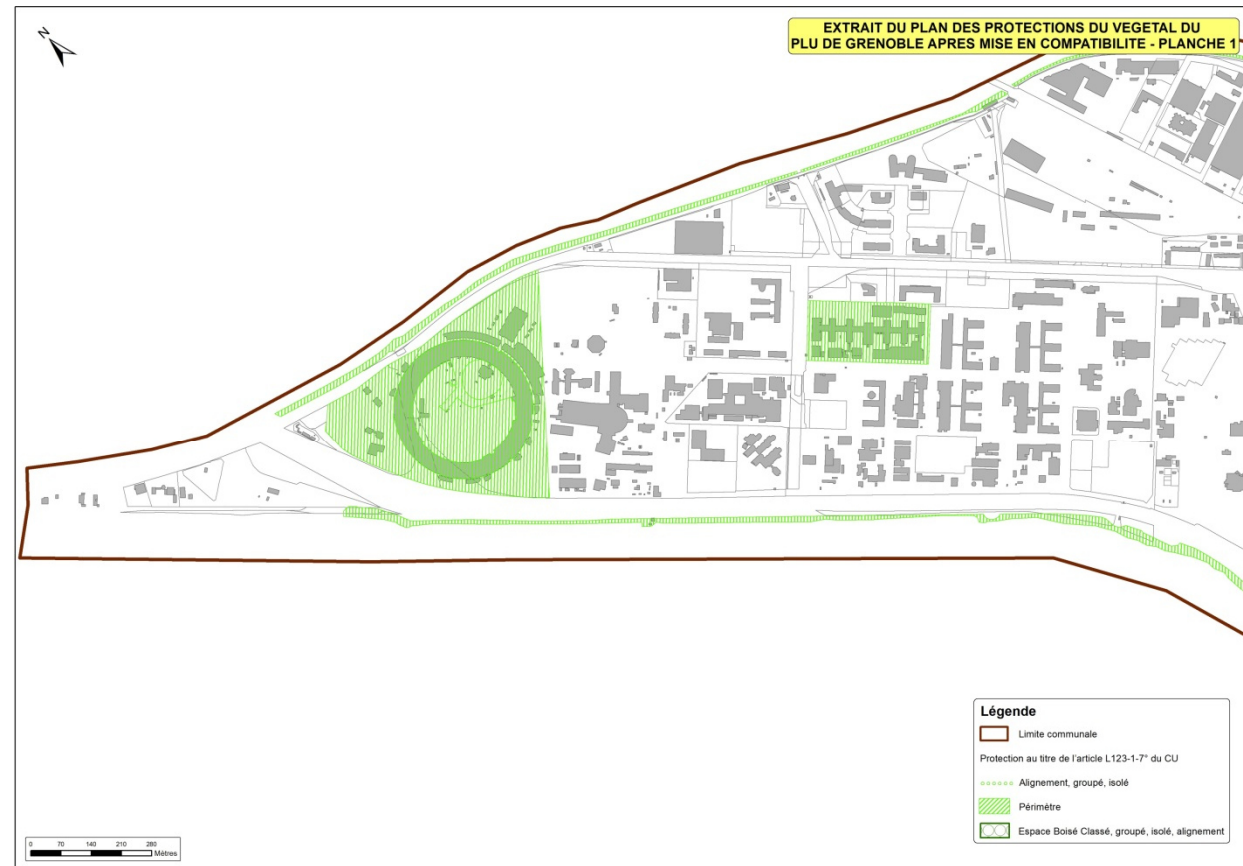 N
EXTRAIT DU PLAN DES PROTECTIONS DU VEGETAL DU
PLU DE GRENOBLE APRES MISE EN COMPATIBILITE - PLANCHE 1
Légende
Limite communale
Protection au titre de l'article L123-1-7° du CU
Alignement, groupé, isolé
Périmètre
Espace Boisé Classé, groupé, isolé, alignement
0 70 140 210 280
Mètres